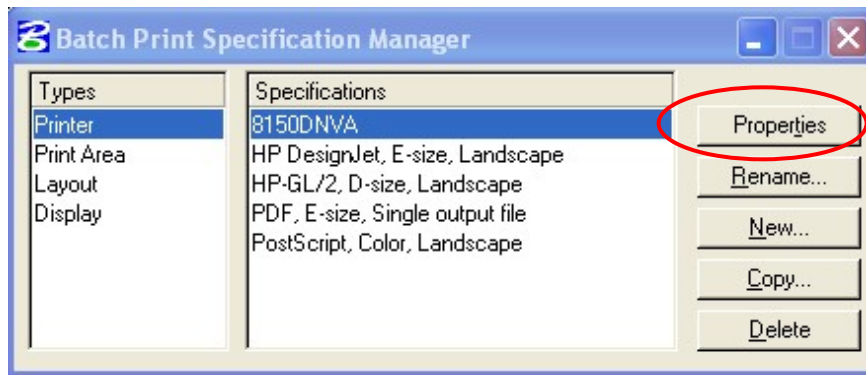 Batch Print Specification Manager
Types
Specifications
Printer
Print Area
Layout
Display
8150DNVA
HP DesignJet, E-size, Landscape
HP-GL/2, D-size, Landscape
PDF, E-size, Single output file
PostScript, Color, Landscape
Properties
Rename...
New...
Copy...
Delete